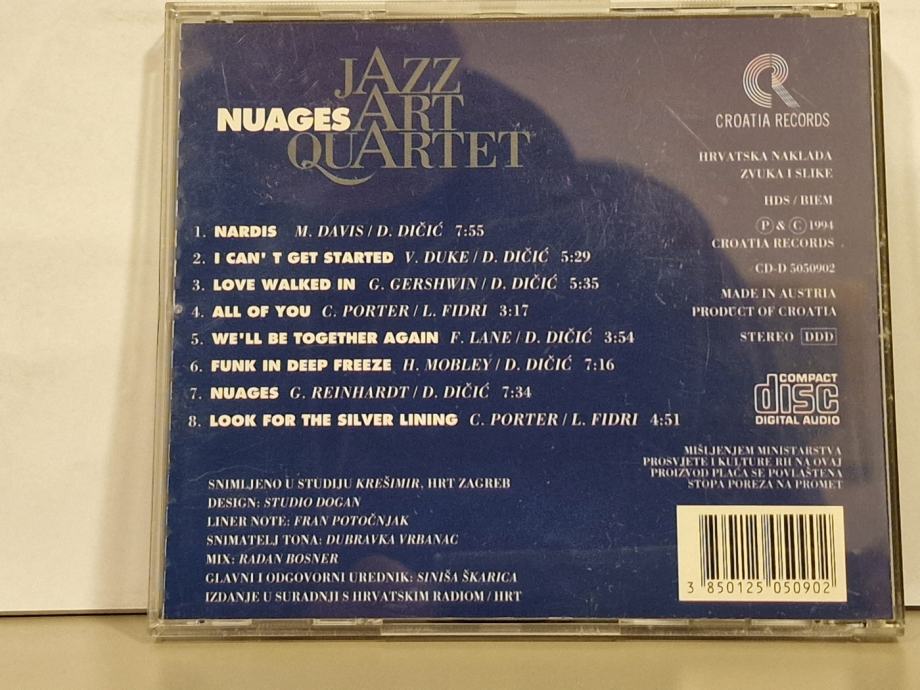 JAZZ
NUAGES ART
QUARTET
CROATIA RECORDS
HRVATSKA NAKLADA
ZVUKA I SLIKE
HDS / BIEM
Ⓟ & Ⓒ 1994
CROATIA RECORDS
CD-D 5050902
MADE IN AUSTRIA
PRODUCT OF CROATIA
STEREO DDD
COMPACT
disc
DIGITAL AUDIO
1. NARDIS M. DAVIS / D. DIČIĆ 7:55
2. I CAN' T GET STARTED V. DUKE / D. DIČIĆ 5:29
3. LOVE WALKED IN G. GERSHWIN / D. DIČIĆ 5:35
4. ALL OF YOU C. PORTER / L. FIDRI 3:17
5. WE'LL BE TOGETHER AGAIN F. LANE / D. DIČIĆ 3:54
6. FUNK IN DEEP FREEZE H. MOBLEY / D. DIČIĆ 7:16
7. NUAGES G. REINHARDT / D. DIČIĆ 7:34
8. LOOK FOR THE SILVER LINING C. PORTER / L. FIDRI 4:51
MIŠLJENJEM MINISTARSTVA
PROSVJETE I KULTURE RH NA OVAJ
PROIZVOD PLAĆA SE POVLAŠTENA
STOPA POREZA NA PROMET
SNIMLJENO U STUDIJU KREŠIMIR, HRT ZAGREB
DESIGN: STUDIO DOGAN
LINER NOTE: FRAN POTOČNJAK
SNIMATELJ TONA: DUBRAVKA VRBANAC
MIX: RADAN BOSNER
GLAVNI I ODGOVORNI UREDNIK: SINIŠA ŠKARICA
IZDANJE U SURADNJI S HRVATSKIM RADIOM / HRT
3 850125 050902